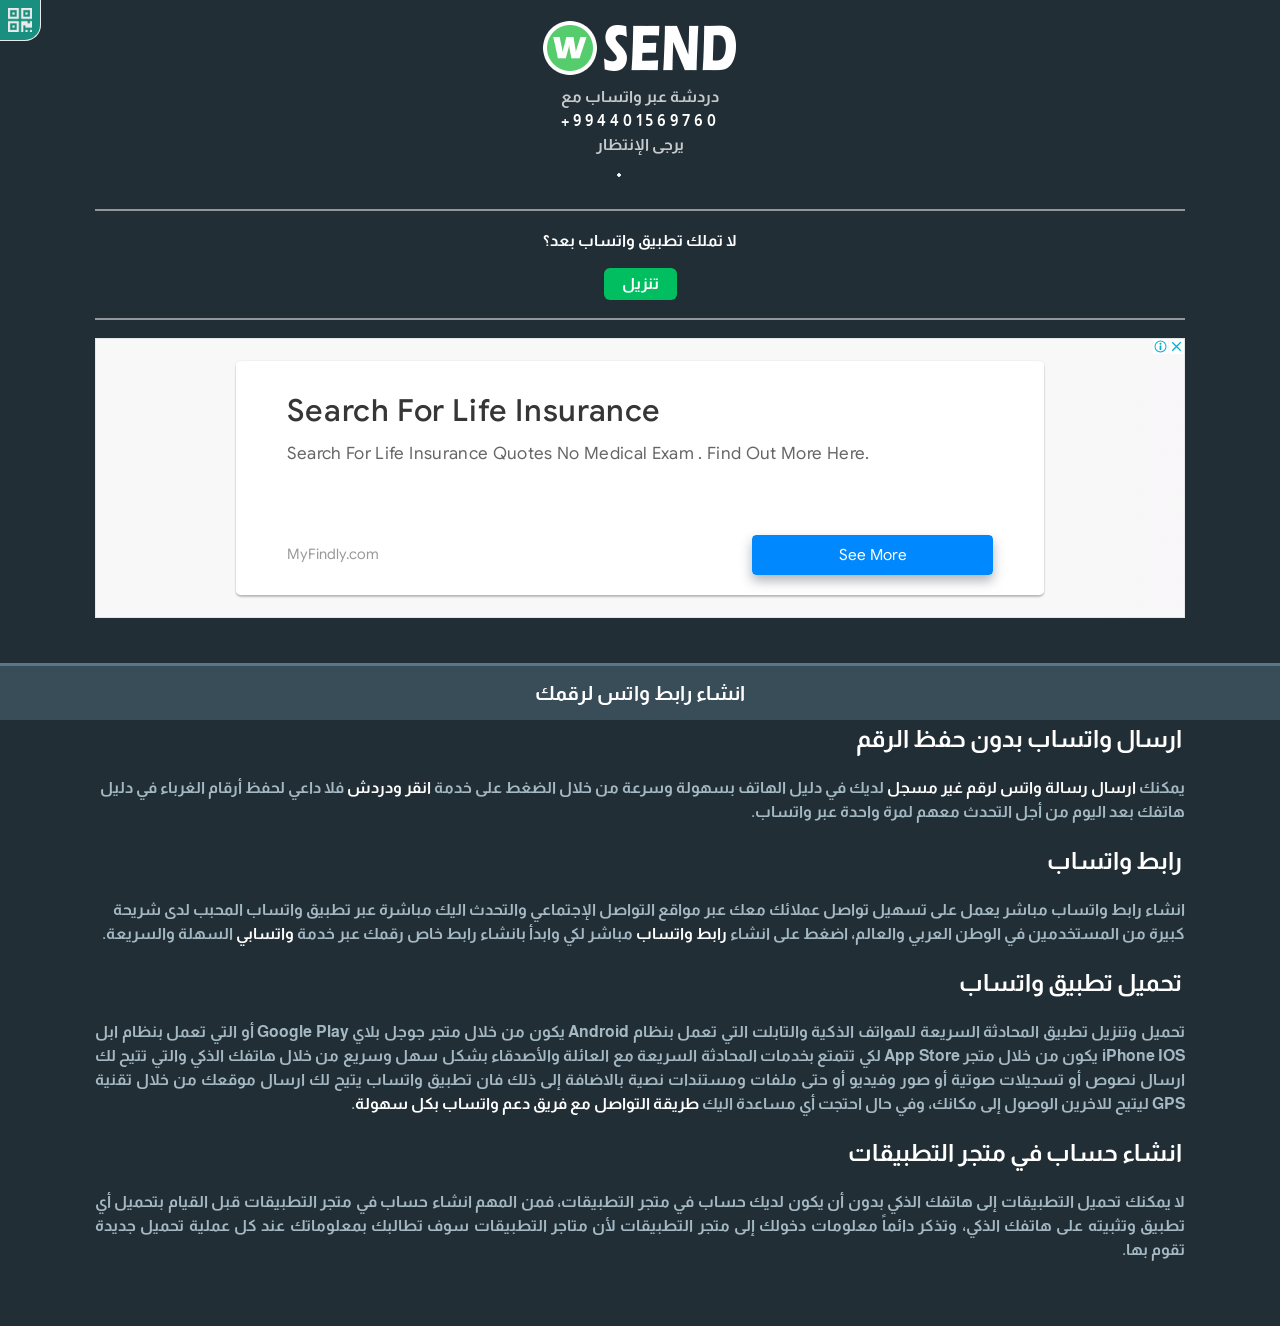 W SEND
دردشة عبر واتساب مع
+994401569760
يرجى الإنتظار
لا تملك تطبيق واتساب بعد؟
تنزيل
Search For Life Insurance
Search For Life Insurance Quotes No Medical Exam . Find Out More Here.
MyFindly.com
See More
انشاء رابط واتس لرقمك
ارسال واتساب بدون حفظ الرقم
يمكنك ارسال رسالة واتس لرقم غير مسجل لديك في دليل الهاتف بسهولة وسرعة من خلال الضغط على خدمة انقر ودردش فلا داعي لحفظ أرقام الغرباء في دليل
هاتفك بعد اليوم من أجل التحدث معهم لمرة واحدة عبر واتساب.
رابط واتساب
انشاء رابط واتساب مباشر يعمل على تسهيل تواصل عملائك معك عبر مواقع التواصل الإجتماعي والتحدث اليك مباشرة عبر تطبيق واتساب المحبب لدى شريحة
كبيرة من المستخدمين في الوطن العربي والعالم، اضغط على انشاء رابط واتساب مباشر لكي وابدأ بانشاء رابط خاص رقمك عبر خدمة واتسابي السهلة والسريعة.
تحميل تطبيق واتساب
تحميل وتنزيل تطبيق المحادثة السريعة للهواتف الذكية والتابلت التي تعمل بنظام Android يكون من خلال متجر جوجل بلاي Google Play أو التي تعمل بنظام ابل
iPhone IOS يكون من خلال متجر App Store لكي تتمتع بخدمات المحادثة السريعة مع العائلة والأصدقاء بشكل سهل وسريع من خلال هاتفك الذكي والتي تتيح لك
ارسال نصوص أو تسجيلات صوتية أو صور وفيديو أو حتى ملفات ومستندات نصية بالاضافة إلى ذلك فان تطبيق واتساب يتيح لك ارسال موقعك من خلال تقنية
GPS ليتيح للاخرين الوصول إلى مكانك، وفي حال احتجت أي مساعدة اليك طريقة التواصل مع فريق دعم واتساب بكل سهولة.
انشاء حساب في متجر التطبيقات
لا يمكنك تحميل التطبيقات إلى هاتفك الذكي بدون أن يكون لديك حساب في متجر التطبيقات، فمن المهم انشاء حساب في متجر التطبيقات قبل القيام بتحميل أي
تطبيق وتثبيته على هاتفك الذكي، وتذكر دائماً معلومات دخولك إلى متجر التطبيقات لأن متاجر التطبيقات سوف تطالبك بمعلوماتك عند كل عملية تحميل جديدة
تقوم بها.